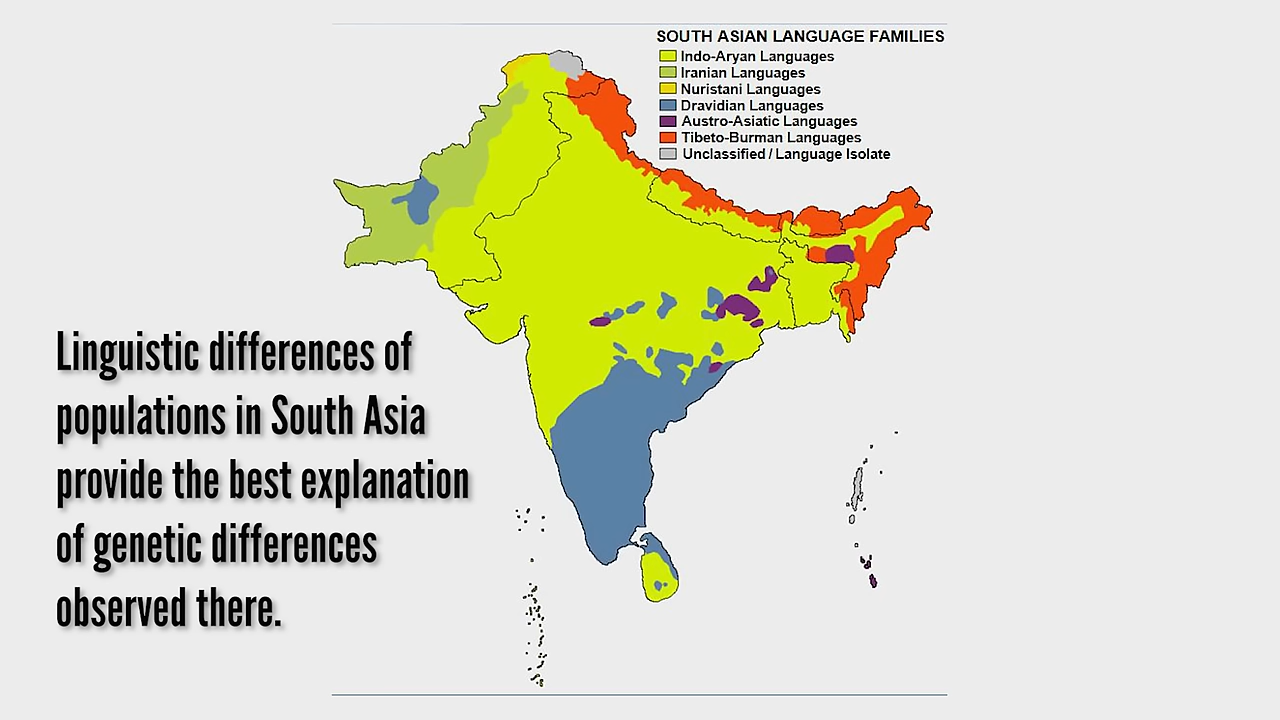 SOUTH ASIAN LANGUAGE FAMILIES
Indo-Aryan Languages
Iranian Languages
Nuristani Languages
Dravidian Languages
Austro-Asiatic Languages
Tibeto-Burman Languages
Unclassified / Language Isolate
Linguistic differences of
populations in South Asia
provide the best explanation
of genetic differences
observed there.